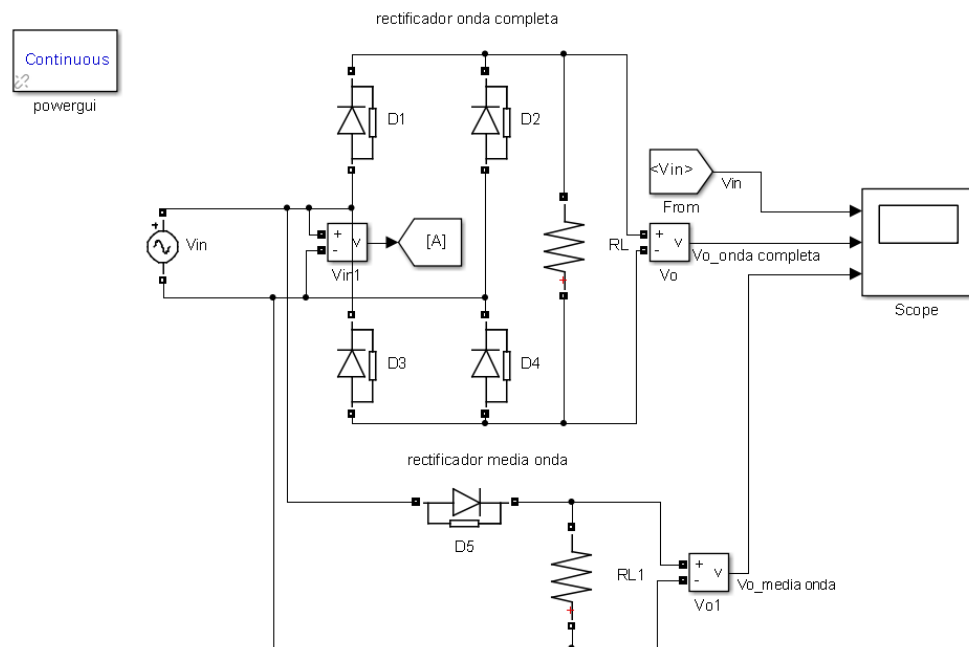 rectificador onda completa
Continuous
powergui
D1
D2
<Vin>
Vin
From
+
Vin
+
-
v
Vin1
[A]
RL
+
-
v
Vo
Vo_onda completa
Scope
D3
D4
rectificador media onda
D5
RL1
+
-
v
Vo1
Vo_media onda